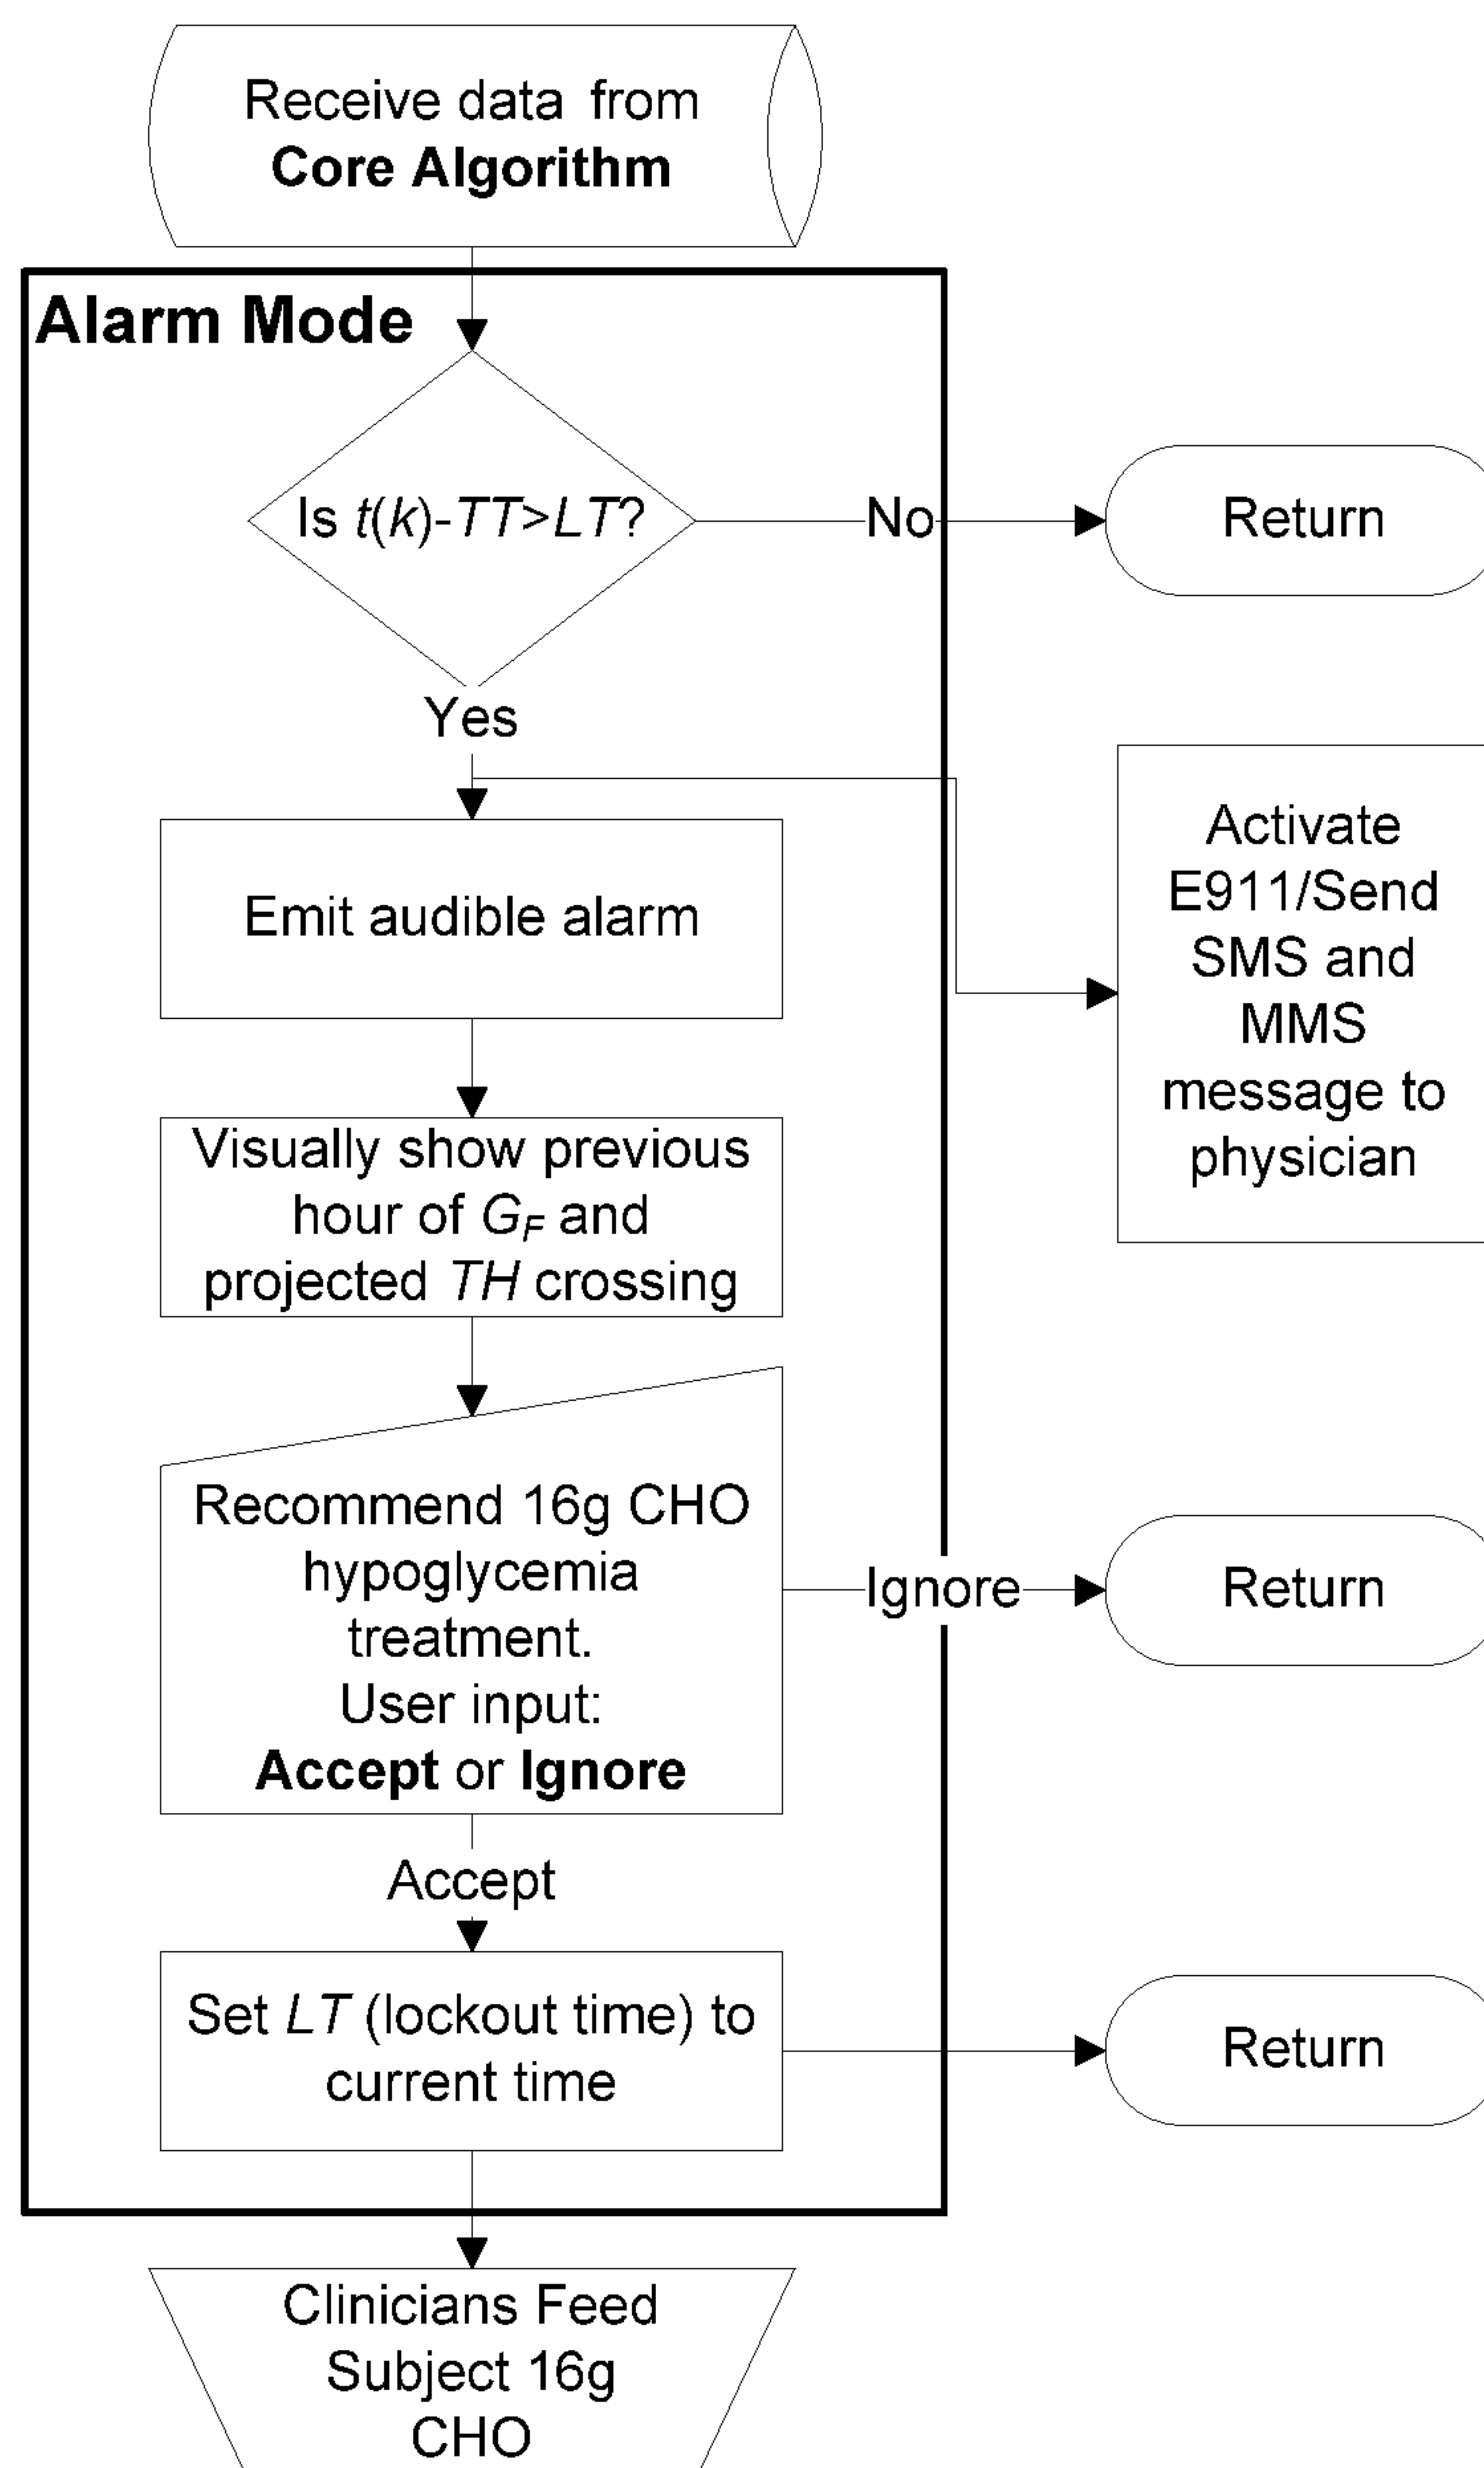 Receive data from
Core Algorithm
Alarm Mode
Is t(k)-TT>LT?
No
Return
Yes
Emit audible alarm
Activate
E911/Send
SMS and
MMS
message to
physician
Visually show previous
hour of GF and
projected TH crossing
Recommend 16g CHO
hypoglycemia
treatment.
User input:
Accept or Ignore
Ignore
Return
Accept
Set LT (lockout time) to
current time
Return
Clinicians Feed
Subject 16g
CHO